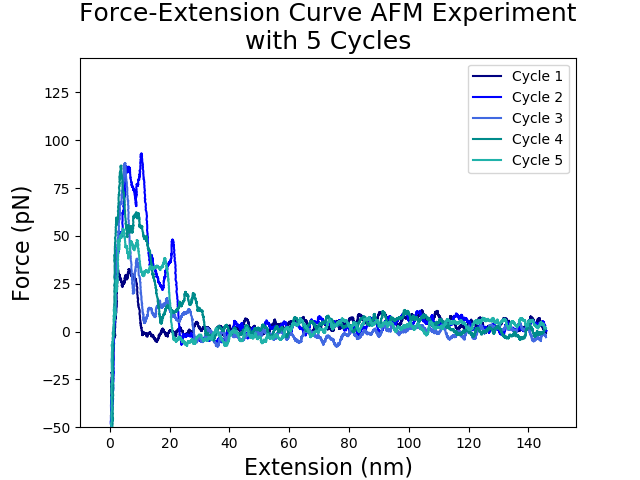 Force-Extension Curve AFM Experiment
with 5 Cycles
Cycle 1
Cycle 2
Cycle 3
Cycle 4
Cycle 5
125
100
75
50
25
0
−25
−50
Force (pN)
0 20 40 60 80 100 120 140
Extension (nm)